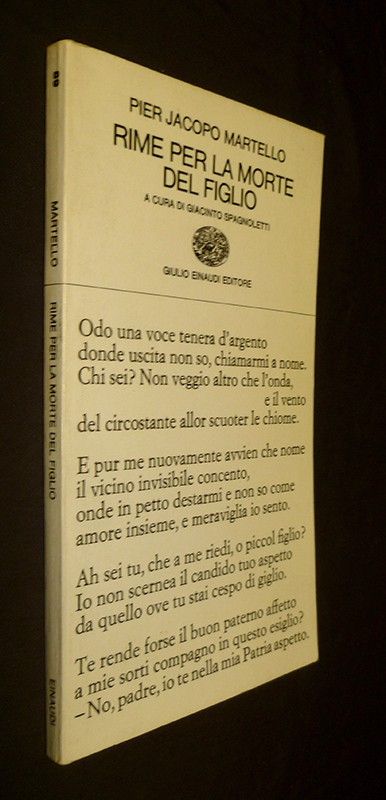 PIER JACOPO MARTELLO
RIME PER LA MORTE
DEL FIGLIO
A CURA DI GIACINTO SPAGNOLETTI
GIULIO EINAUDI EDITORE
Odo una voce tenera d'argento
donde uscita non so, chiamarmi a nome.
Chi sei? Non veggio altro che l'onda,
e il vento
del circostante allor scuoter le chiome.
E pur me nuovamente avvien che nome
il vicino invisibile concento,
onde in petto destarmi e non so come
amore insieme, e meraviglia io sento.
Ah sei tu, che a me riedi, o piccol figlio?
Io non scernea il candido tuo aspetto
da quello ove tu stai cespo di giglio.
Te rende forse il buon paterno affetto
a mie sorti compagno in questo esiglio?
– No, padre, io te nella mia Patria aspetto.
89
MARTELLO
RIME PER LA MORTE DEL FIGLIO
EINAUDI